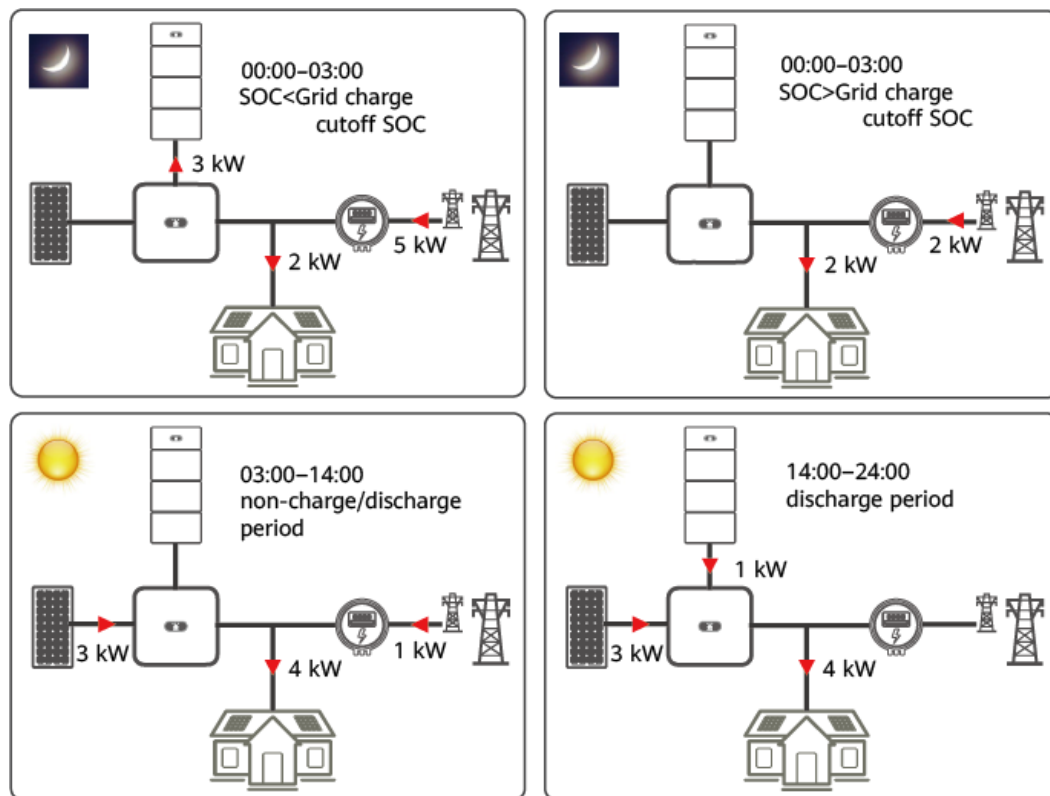 00:00–03:00
SOC<Grid charge
cutoff SOC
3 kW
5 kW
2 kW
00:00–03:00
SOC>Grid charge
cutoff SOC
2 kW
2 kW
03:00–14:00
non-charge/discharge
period
3 kW
1 kW
4 kW
14:00–24:00
discharge period
1 kW
3 kW
4 kW